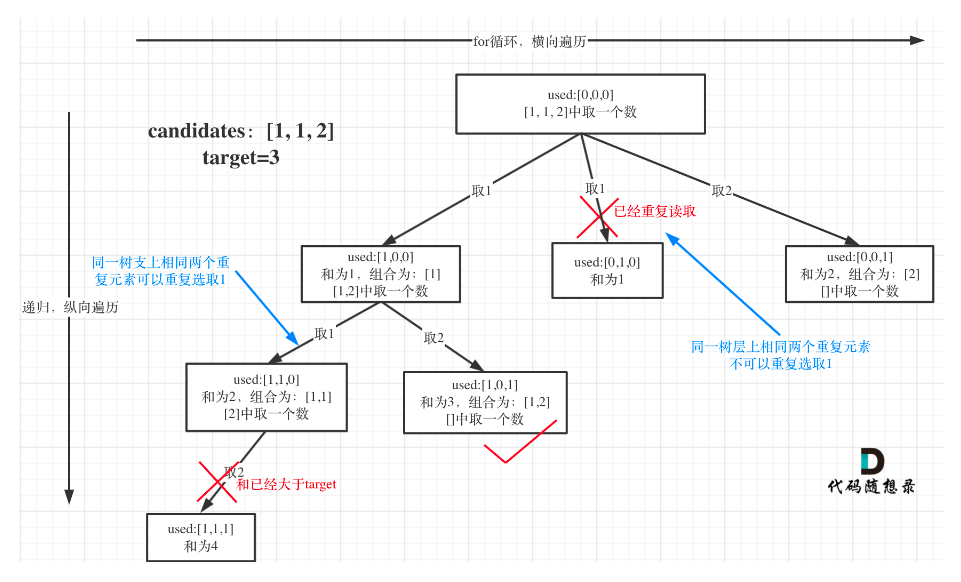 for循环，横向遍历
used:[0,0,0]
[1, 1, 2]中取一个数
candidates：[1, 1, 2]
target=3
取1
取1
取2
已经重复读取
used:[1,0,0]
和为1，组合为：[1]
[1,2]中取一个数
used:[0,1,0]
和为1
used:[0,0,1]
和为2，组合为：[2]
[]中取一个数
同一树支上相同两个重
复元素可以重复选取1
递归，纵向遍历
取1
取2
同一树层上相同两个重复元素
不可以重复选取1
used:[1,1,0]
和为2，组合为：[1,1]
[2]中取一个数
used:[1,0,1]
和为3，组合为：[1,2]
[]中取一个数
取2
和已经大于target
代码随想录
used:[1,1,1]
和为4